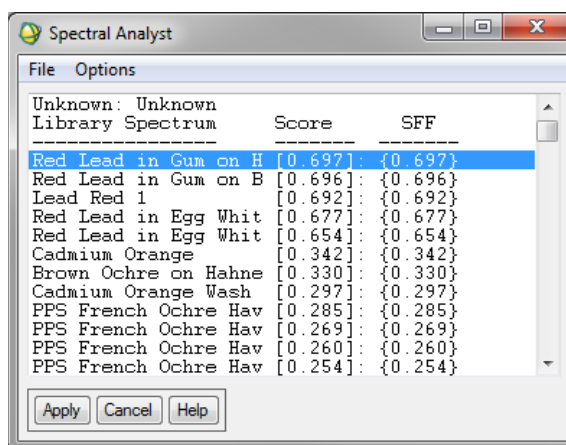 Spectral Analyst
File Options
Unknown: Unknown
Library Spectrum Score SFF
---------------- ------- -------
Red Lead in Gum on H [0.697]: {0.697}
Red Lead in Gum on B [0.696]: {0.696}
Lead Red 1 [0.692]: {0.692}
Red Lead in Egg Whit [0.677]: {0.677}
Red Lead in Egg Whit [0.654]: {0.654}
Cadmium Orange [0.342]: {0.342}
Brown Ochre on Hahne [0.330]: {0.330}
Cadmium Orange Wash [0.297]: {0.297}
PPS French Ochre Hav [0.285]: {0.285}
PPS French Ochre Hav [0.269]: {0.269}
PPS French Ochre Hav [0.260]: {0.260}
PPS French Ochre Hav [0.254]: {0.254}
Apply Cancel Help